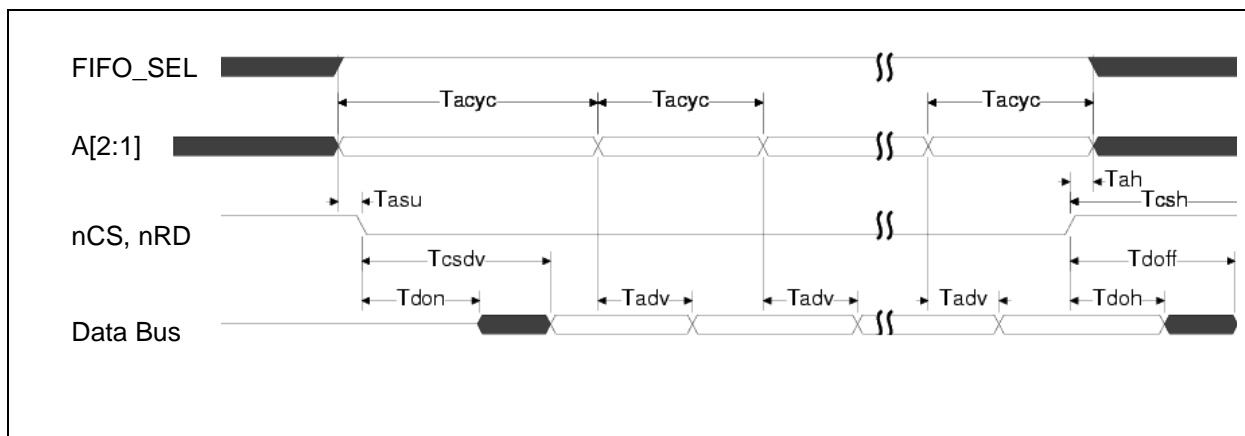 FIFO_SEL
Tacyc Tacyc Tacyc
A[2:1]
Tah
Tasu Tcsh
nCS, nRD
Tcsdv Tdoff
Tdon Tadv Tadv Tadv Tdoh
Data Bus